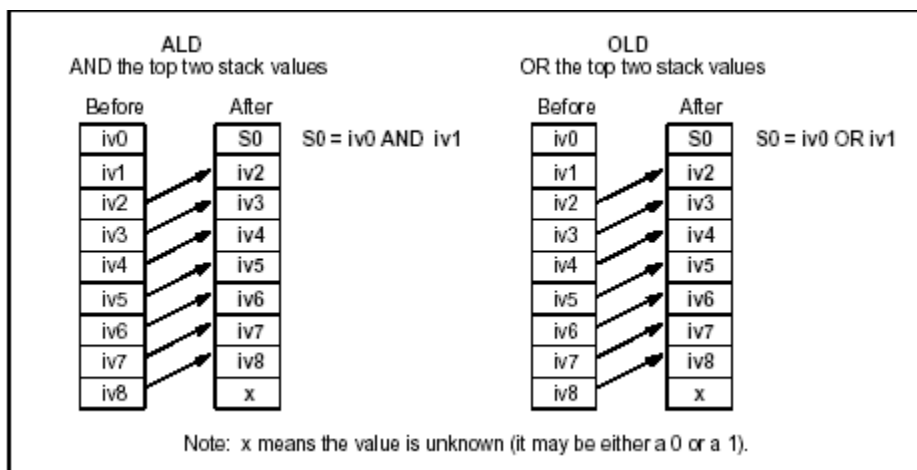 ALD
AND the top two stack values
Before After
iv0 S0 S0 = iv0 AND iv1
iv1 iv2
iv2 iv3
iv3 iv4
iv4 iv5
iv5 iv6
iv6 iv7
iv7 iv8
iv8 x
OLD
OR the top two stack values
Before After
iv0 S0 S0 = iv0 OR iv1
iv1 iv2
iv2 iv3
iv3 iv4
iv4 iv5
iv5 iv6
iv6 iv7
iv7 iv8
iv8 x
Note: x means the value is unknown (it may be either a 0 or a 1).